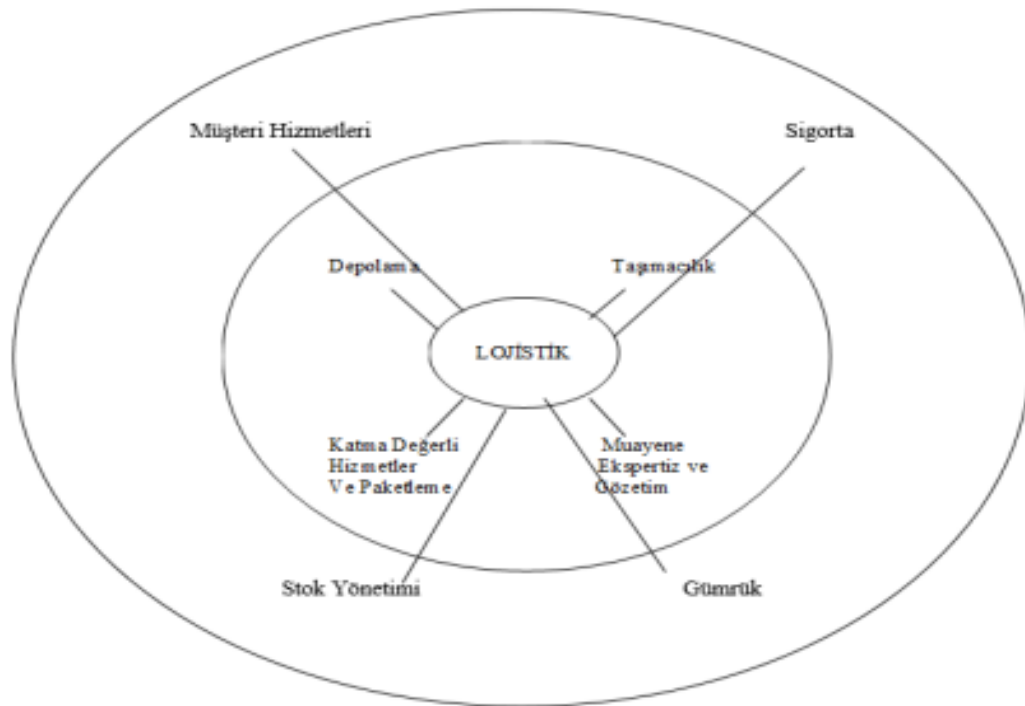 Müşteri Hizmetleri
Sigorta
Depolama
Taşımacılık
LOJİSTİK
Katma Değerli
Hizmetler
Ve Paketleme
Muayene
Ekspertiz ve
Gözetim
Stok Yönetimi
Gümrük